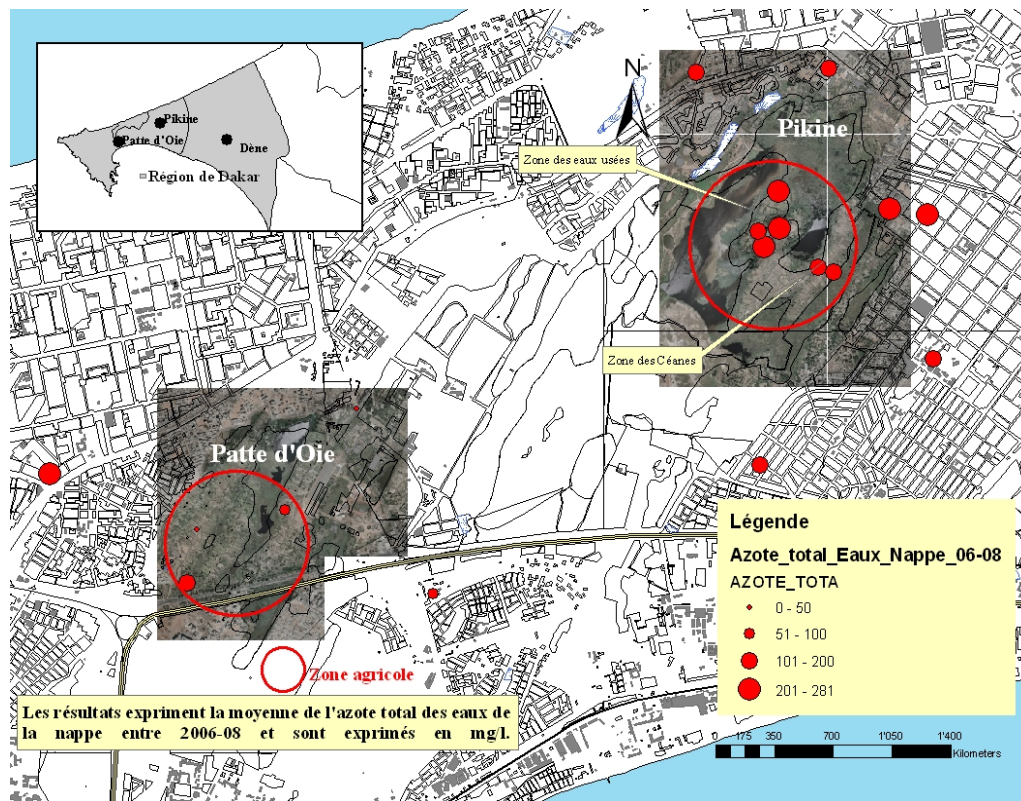 Pikine
Patte d'Oie
Dène
Région de Dakar
N
Pikine
Zone des eaux usées
Zone des Céanes
Patte d'Oie
Zone agricole
Les résultats expriment la moyenne de l'azote total des eaux de
la nappe entre 2006-08 et sont exprimés en mg/l.
Légende
Azote_total_Eaux_Nappe_06-08
AZOTE_TOTA
0 - 50
51 - 100
101 - 200
201 - 281
0 175 350 700 1'050 1'400
Kilometers